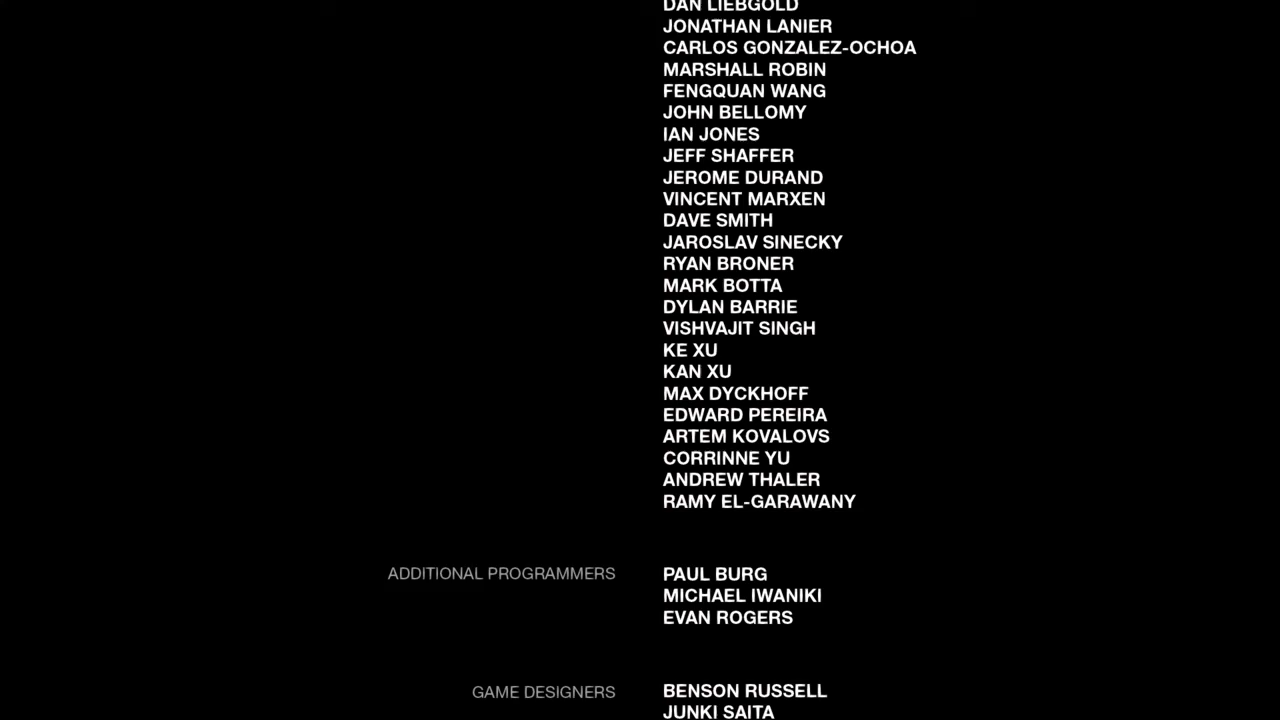 DAN LIEBGOLD
JONATHAN LANIER
CARLOS GONZALEZ-OCHOA
MARSHALL ROBIN
FENGQUAN WANG
JOHN BELLOMY
IAN JONES
JEFF SHAFFER
JEROME DURAND
VINCENT MARXEN
DAVE SMITH
JAROSLAV SINECKY
RYAN BRONER
MARK BOTTA
DYLAN BARRIE
VISHVAJIT SINGH
KE XU
KAN XU
MAX DYCKHOFF
EDWARD PEREIRA
ARTEM KOVALOVS
CORRINNE YU
ANDREW THALER
RAMY EL-GARAWANY
ADDITIONAL PROGRAMMERS PAUL BURG
MICHAEL IWANIKI
EVAN ROGERS
GAME DESIGNERS BENSON RUSSELL
JUNKI SAITA